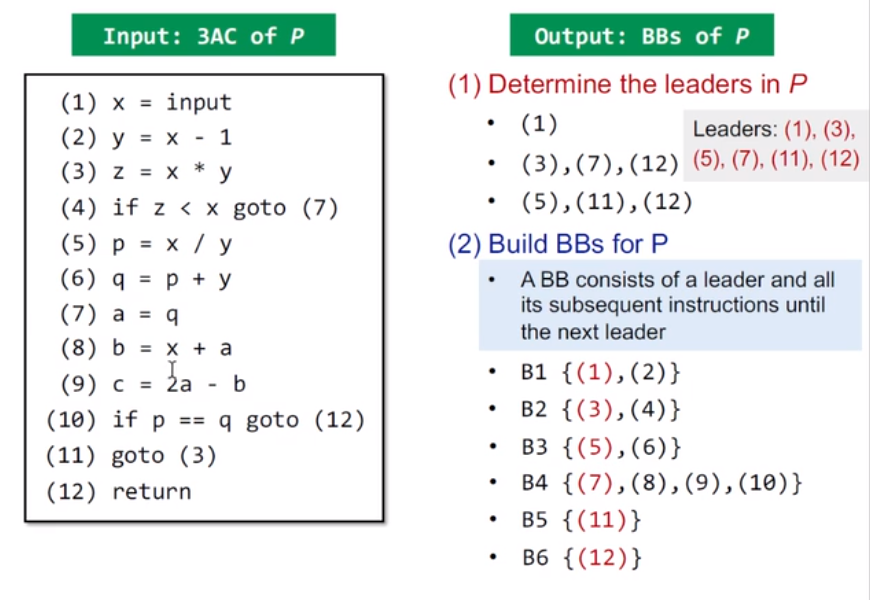 Input: 3AC of P
(1) x = input
(2) y = x - 1
(3) z = x * y
(4) if z < x goto (7)
(5) p = x / y
(6) q = p + y
(7) a = q
(8) b = x + a
(9) c = 2a - b
(10) if p == q goto (12)
(11) goto (3)
(12) return
Output: BBs of P
(1) Determine the leaders in P
• (1)
• (3),(7),(12)
• (5),(11),(12)
Leaders: (1), (3),
(5), (7), (11), (12)
(2) Build BBs for P
• A BB consists of a leader and all
its subsequent instructions until
the next leader
• B1 {(1),(2)}
• B2 {(3),(4)}
• B3 {(5),(6)}
• B4 {(7),(8),(9),(10)}
• B5 {(11)}
• B6 {(12)}